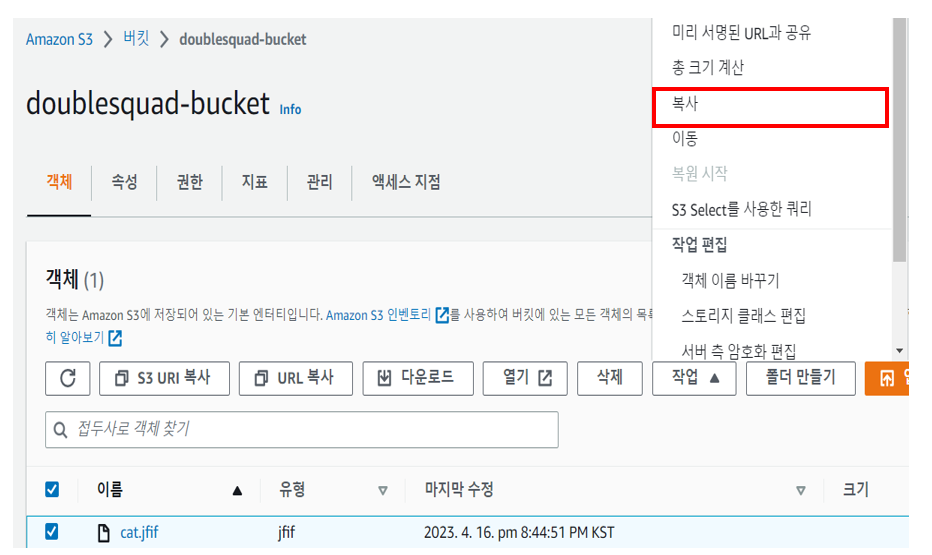 Amazon S3 > 버킷 > doublesquad-bucket
doublesquad-bucket Info
객체 속성 권한 지표 관리 액세스 지점
미리 서명된 URL과 공유
총 크기 계산
복사
이동
복원 시작
S3 Select를 사용한 쿼리
작업 편집
객체 이름 바꾸기
스토리지 클래스 편집
서버 측 암호화 편집
객체 (1)
객체는 Amazon S3에 저장되어 있는 기본 엔터티입니다. Amazon S3 인벤토리를 사용하여 버킷에 있는 모든 객체의
히 알아보기
S3 URI 복사 URL 복사 다운로드 열기 삭제 작업 폴더 만들기
접두사로 객체 찾기
이름 유형 마지막 수정 크기
cat.jfif jfif 2023. 4. 16. pm 8:44:51 PM KST